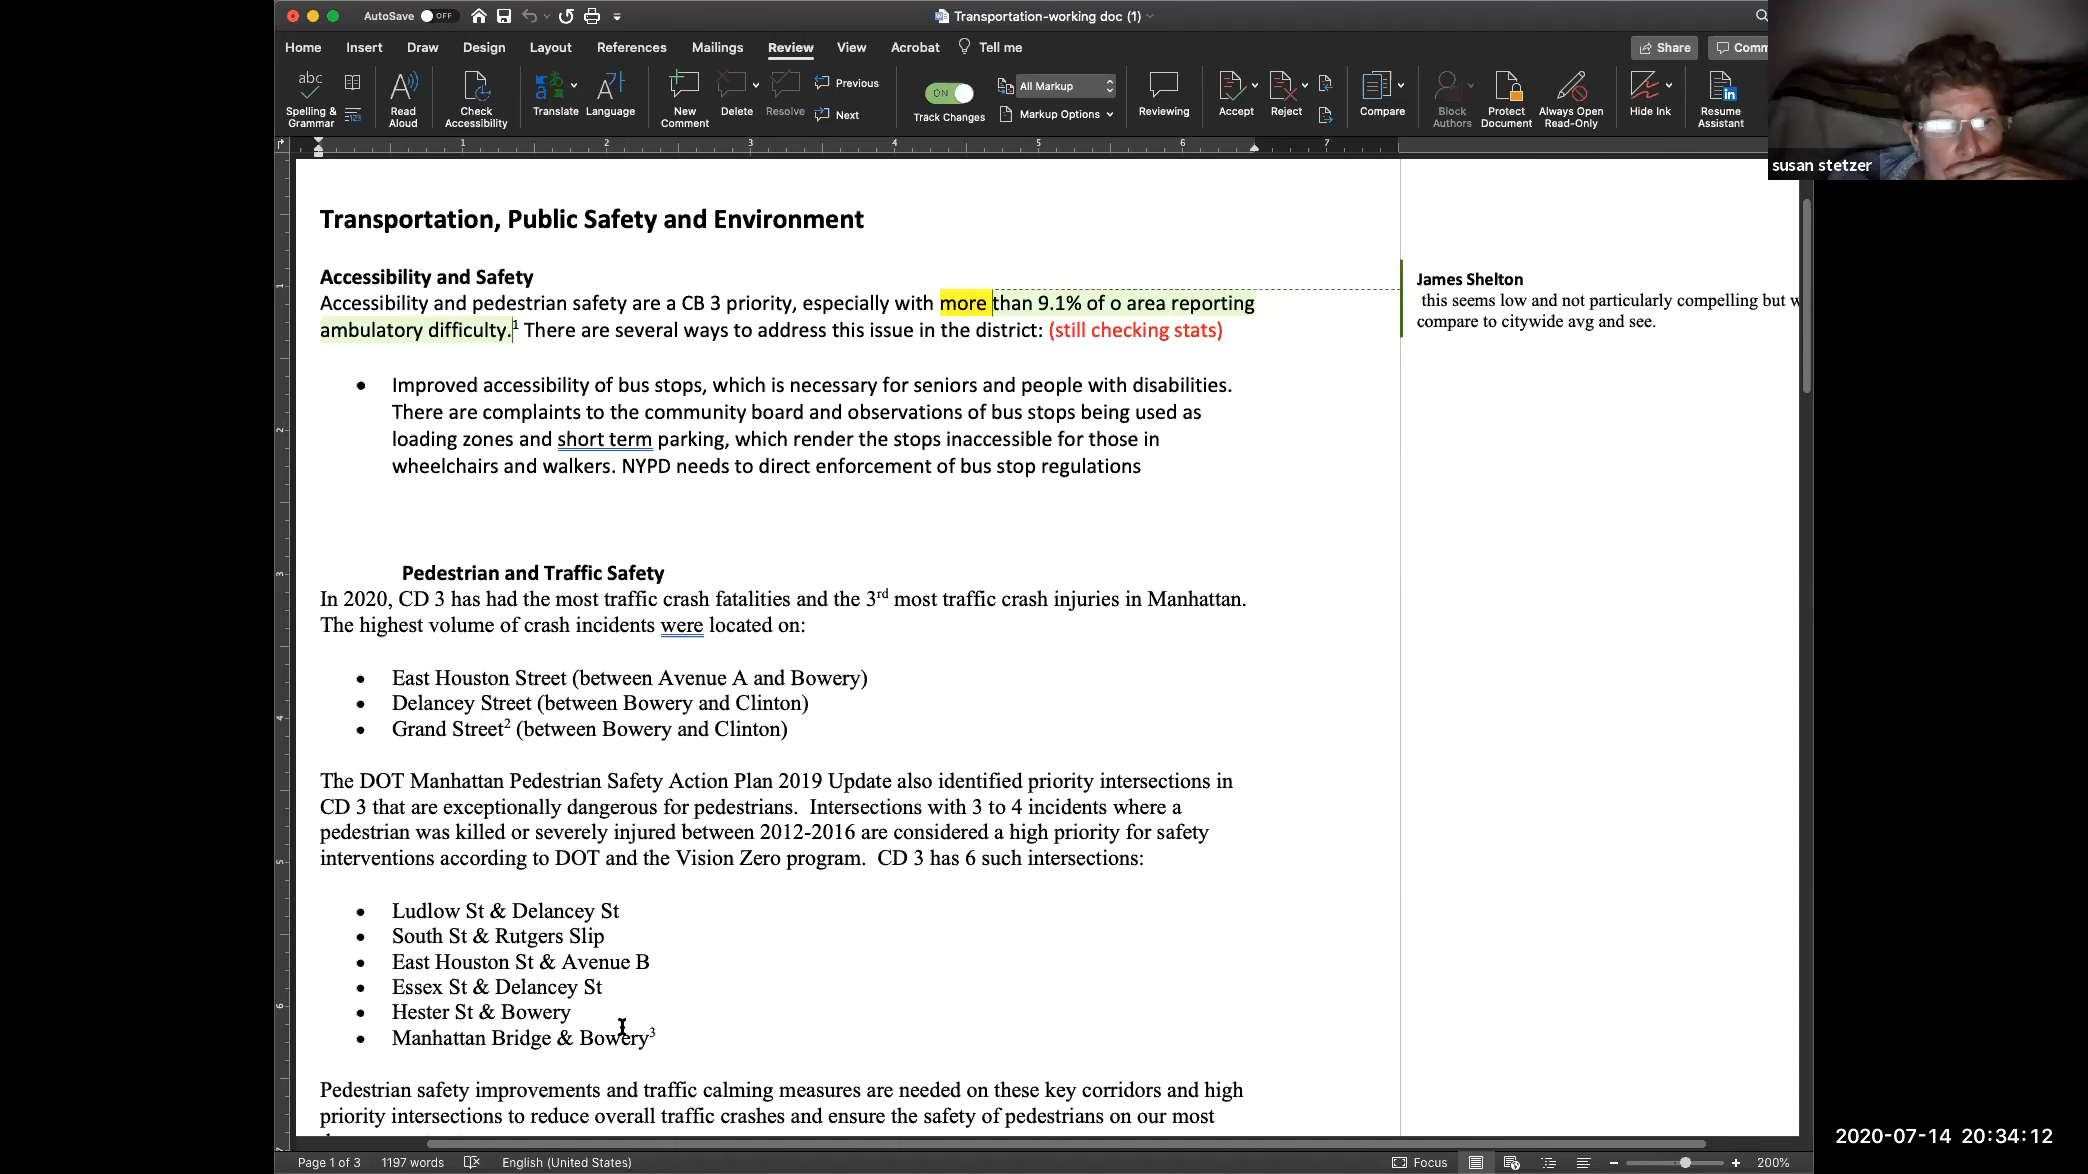 AutoSave OFF
Transportation-working doc (1)
Home Insert Draw Design Layout References Mailings Review View Acrobat Tell me
Share Comm
abc
Spelling & Grammar
Read Aloud
Check Accessibility
Translate
Language
New Comment
Delete
Resolve
Previous
Next
ON
Track Changes
All Markup
Markup Options
Reviewing
Accept
Reject
Compare
Block Authors
Protect Document
Always Open Read-Only
Hide Ink
Resume Assistant
susan stetzer
1 2 3 4 5 6 7
Transportation, Public Safety and Environment
Accessibility and Safety
Accessibility and pedestrian safety are a CB 3 priority, especially with more than 9.1% of o area reporting
ambulatory difficulty.1 There are several ways to address this issue in the district: (still checking stats)
James Shelton
this seems low and not particularly compelling but w
compare to citywide avg and see.
• Improved accessibility of bus stops, which is necessary for seniors and people with disabilities.
There are complaints to the community board and observations of bus stops being used as
loading zones and short term parking, which render the stops inaccessible for those in
wheelchairs and walkers. NYPD needs to direct enforcement of bus stop regulations
Pedestrian and Traffic Safety
In 2020, CD 3 has had the most traffic crash fatalities and the 3rd most traffic crash injuries in Manhattan.
The highest volume of crash incidents were located on:
• East Houston Street (between Avenue A and Bowery)
• Delancey Street (between Bowery and Clinton)
• Grand Street2 (between Bowery and Clinton)
The DOT Manhattan Pedestrian Safety Action Plan 2019 Update also identified priority intersections in
CD 3 that are exceptionally dangerous for pedestrians.  Intersections with 3 to 4 incidents where a
pedestrian was killed or severely injured between 2012-2016 are considered a high priority for safety
interventions according to DOT and the Vision Zero program.  CD 3 has 6 such intersections:
• Ludlow St & Delancey St
• South St & Rutgers Slip
• East Houston St & Avenue B
• Essex St & Delancey St
• Hester St & Bowery
• Manhattan Bridge & Bowery3
Pedestrian safety improvements and traffic calming measures are needed on these key corridors and high
priority intersections to reduce overall traffic crashes and ensure the safety of pedestrians on our most
Page 1 of 3 1197 words English (United States) Focus 200%
2020-07-14 20:34:12